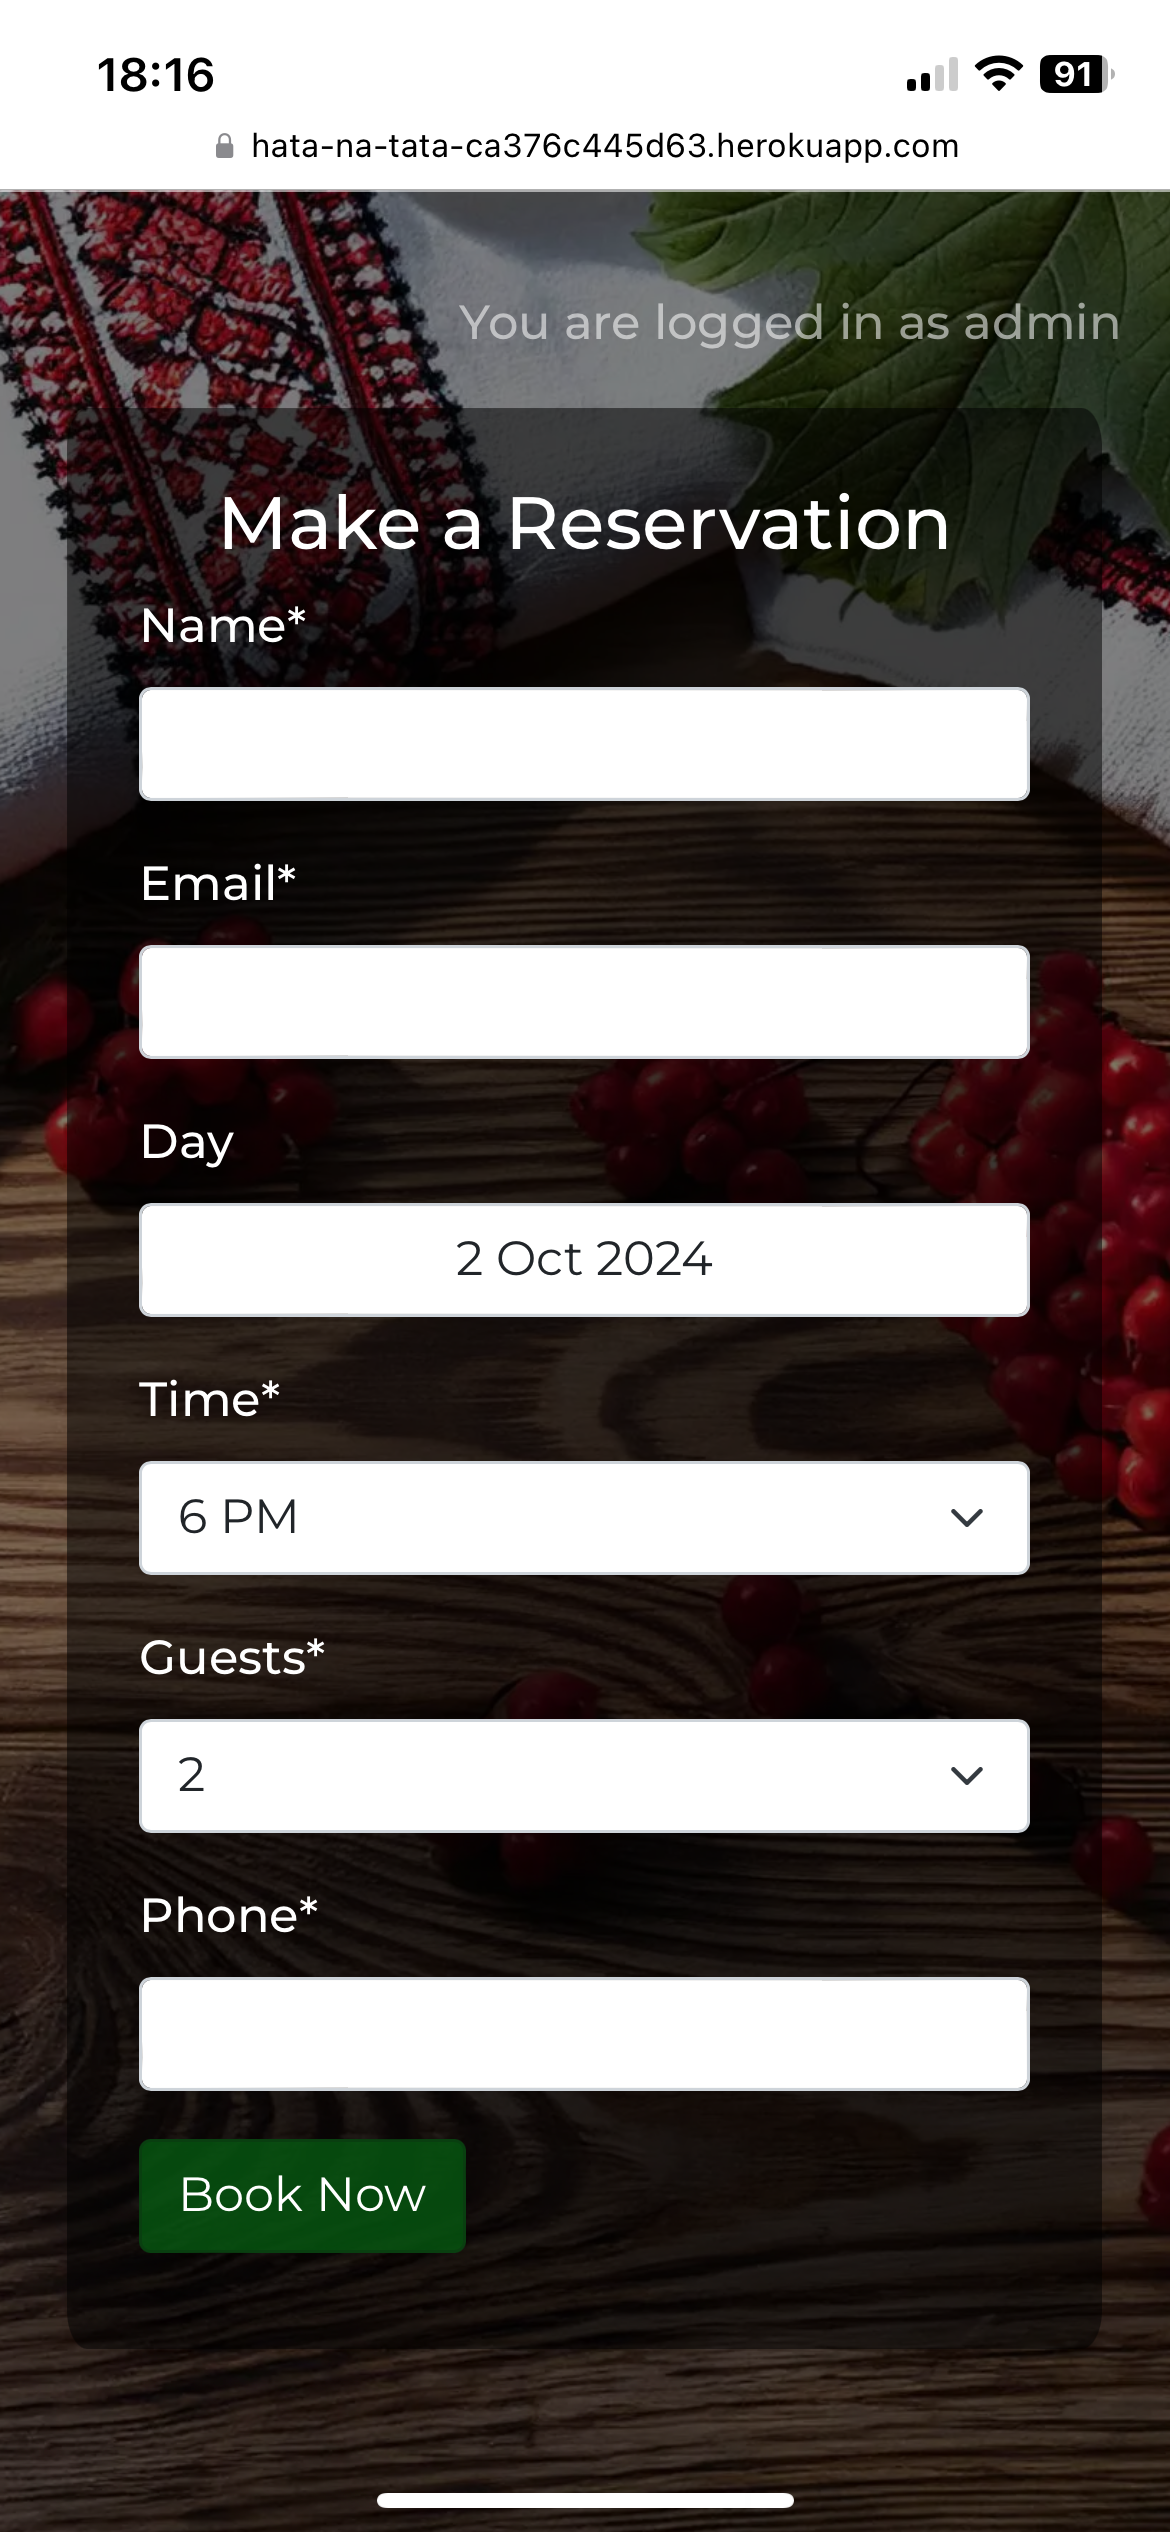 18:16
91
hata-na-tata-ca376c445d63.herokuapp.com
You are logged in as admin
Make a Reservation
Name*
Email*
Day
2 Oct 2024
Time*
6 PM
Guests*
2
Phone*
Book Now